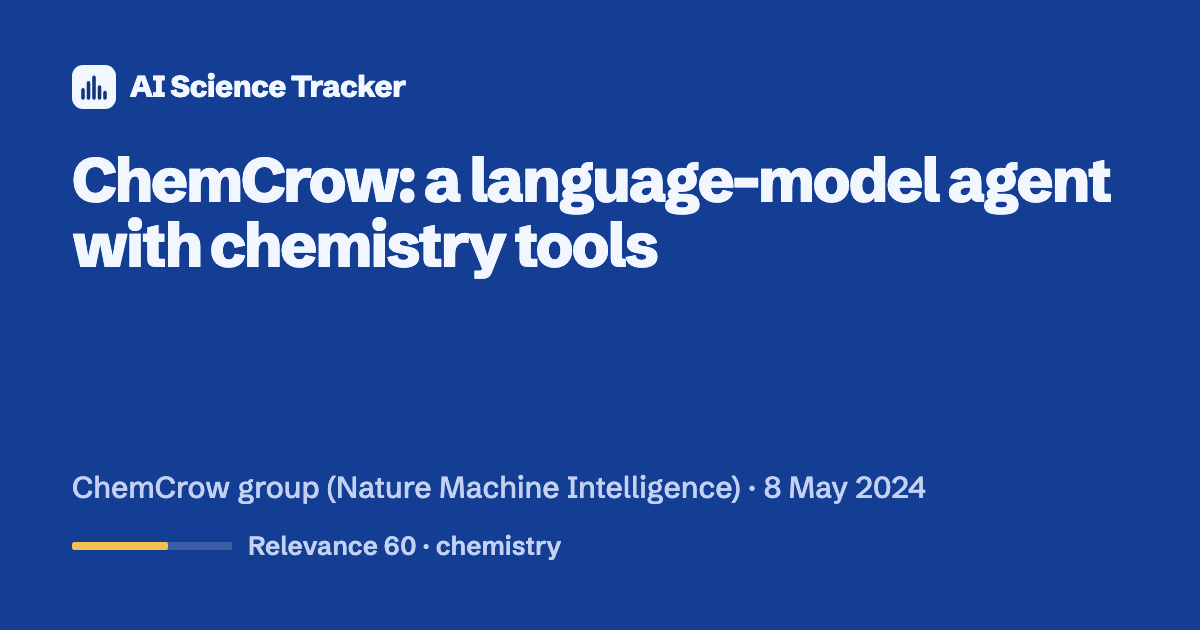 AI Science Tracker
ChemCrow: a language-model agent
with chemistry tools
ChemCrow group (Nature Machine Intelligence) · 8 May 2024
Relevance 60 · chemistry